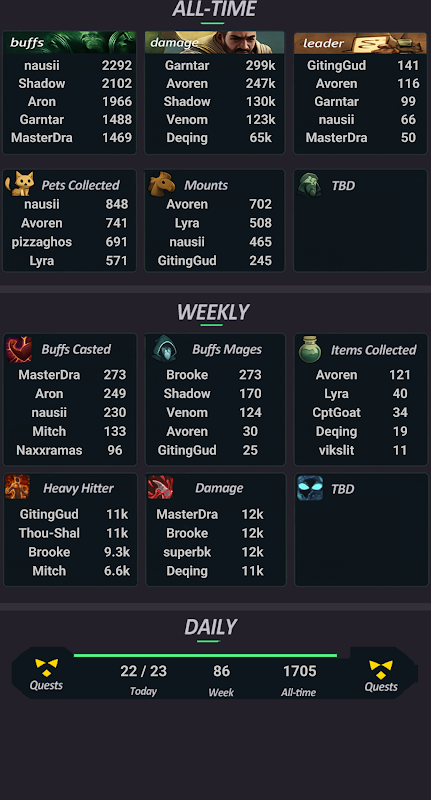 ALL-TIME
buffs
nausii 2292
Shadow 2102
Aron 1966
Garntar 1488
MasterDra 1469
damage
Garntar 299k
Avoren 247k
Shadow 130k
Venom 123k
Deqing 65k
leader
GitingGud 141
Avoren 116
Garntar 99
nausii 66
MasterDra 50
Pets Collected
nausii 848
Avoren 741
pizzaghos 691
Lyra 571
Mounts
Avoren 702
Lyra 508
nausii 465
GitingGud 245
TBD
WEEKLY
Buffs Casted
MasterDra 273
Aron 249
nausii 230
Mitch 133
Naxxramas 96
Buffs Mages
Brooke 273
Shadow 170
Venom 124
Avoren 30
GitingGud 25
Items Collected
Avoren 121
Lyra 40
CptGoat 34
Deqing 19
vikslit 11
Heavy Hitter
GitingGud 11k
Thou-Shal 11k
Brooke 9.3k
Mitch 6.6k
Damage
MasterDra 12k
Brooke 12k
superbk 12k
Deqing 11k
TBD
DAILY
Quests
22 / 23 86 1705
Today Week All-time
Quests